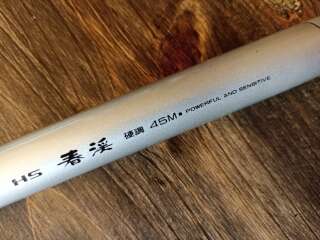 HS 春渓 硬調 45M• POWERFUL AND SENSITIVE